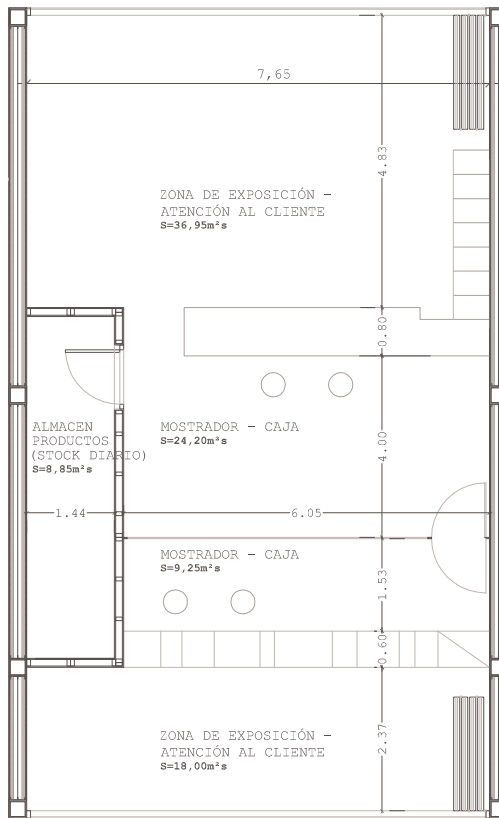 7,65
4.83
ZONA DE EXPOSICIÓN -
ATENCIÓN AL CLIENTE
S=36,95m²s
0.80
ALMACEN
PRODUCTOS
(STOCK DIARIO)
S=8,85m²s
MOSTRADOR - CAJA
S=24,20m²s
4.00
1.44
6.05
MOSTRADOR - CAJA
S=9,25m²s
1.53
0.60
ZONA DE EXPOSICIÓN -
ATENCIÓN AL CLIENTE
S=18,00m²s
2.37